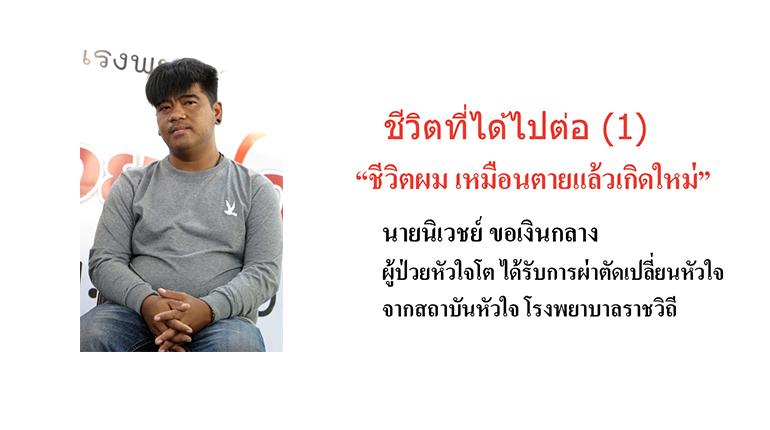 ชีวิตที่ได้ไปต่อ (1)
“ชีวิตผม เหมือนตายแล้วเกิดใหม่”
นายนิเวชย์ ขอเงินกลาง
ผู้ป่วยหัวใจโต ได้รับการผ่าตัดเปลี่ยนหัวใจ
จากสถาบันหัวใจ โรงพยาบาลราชวิถี